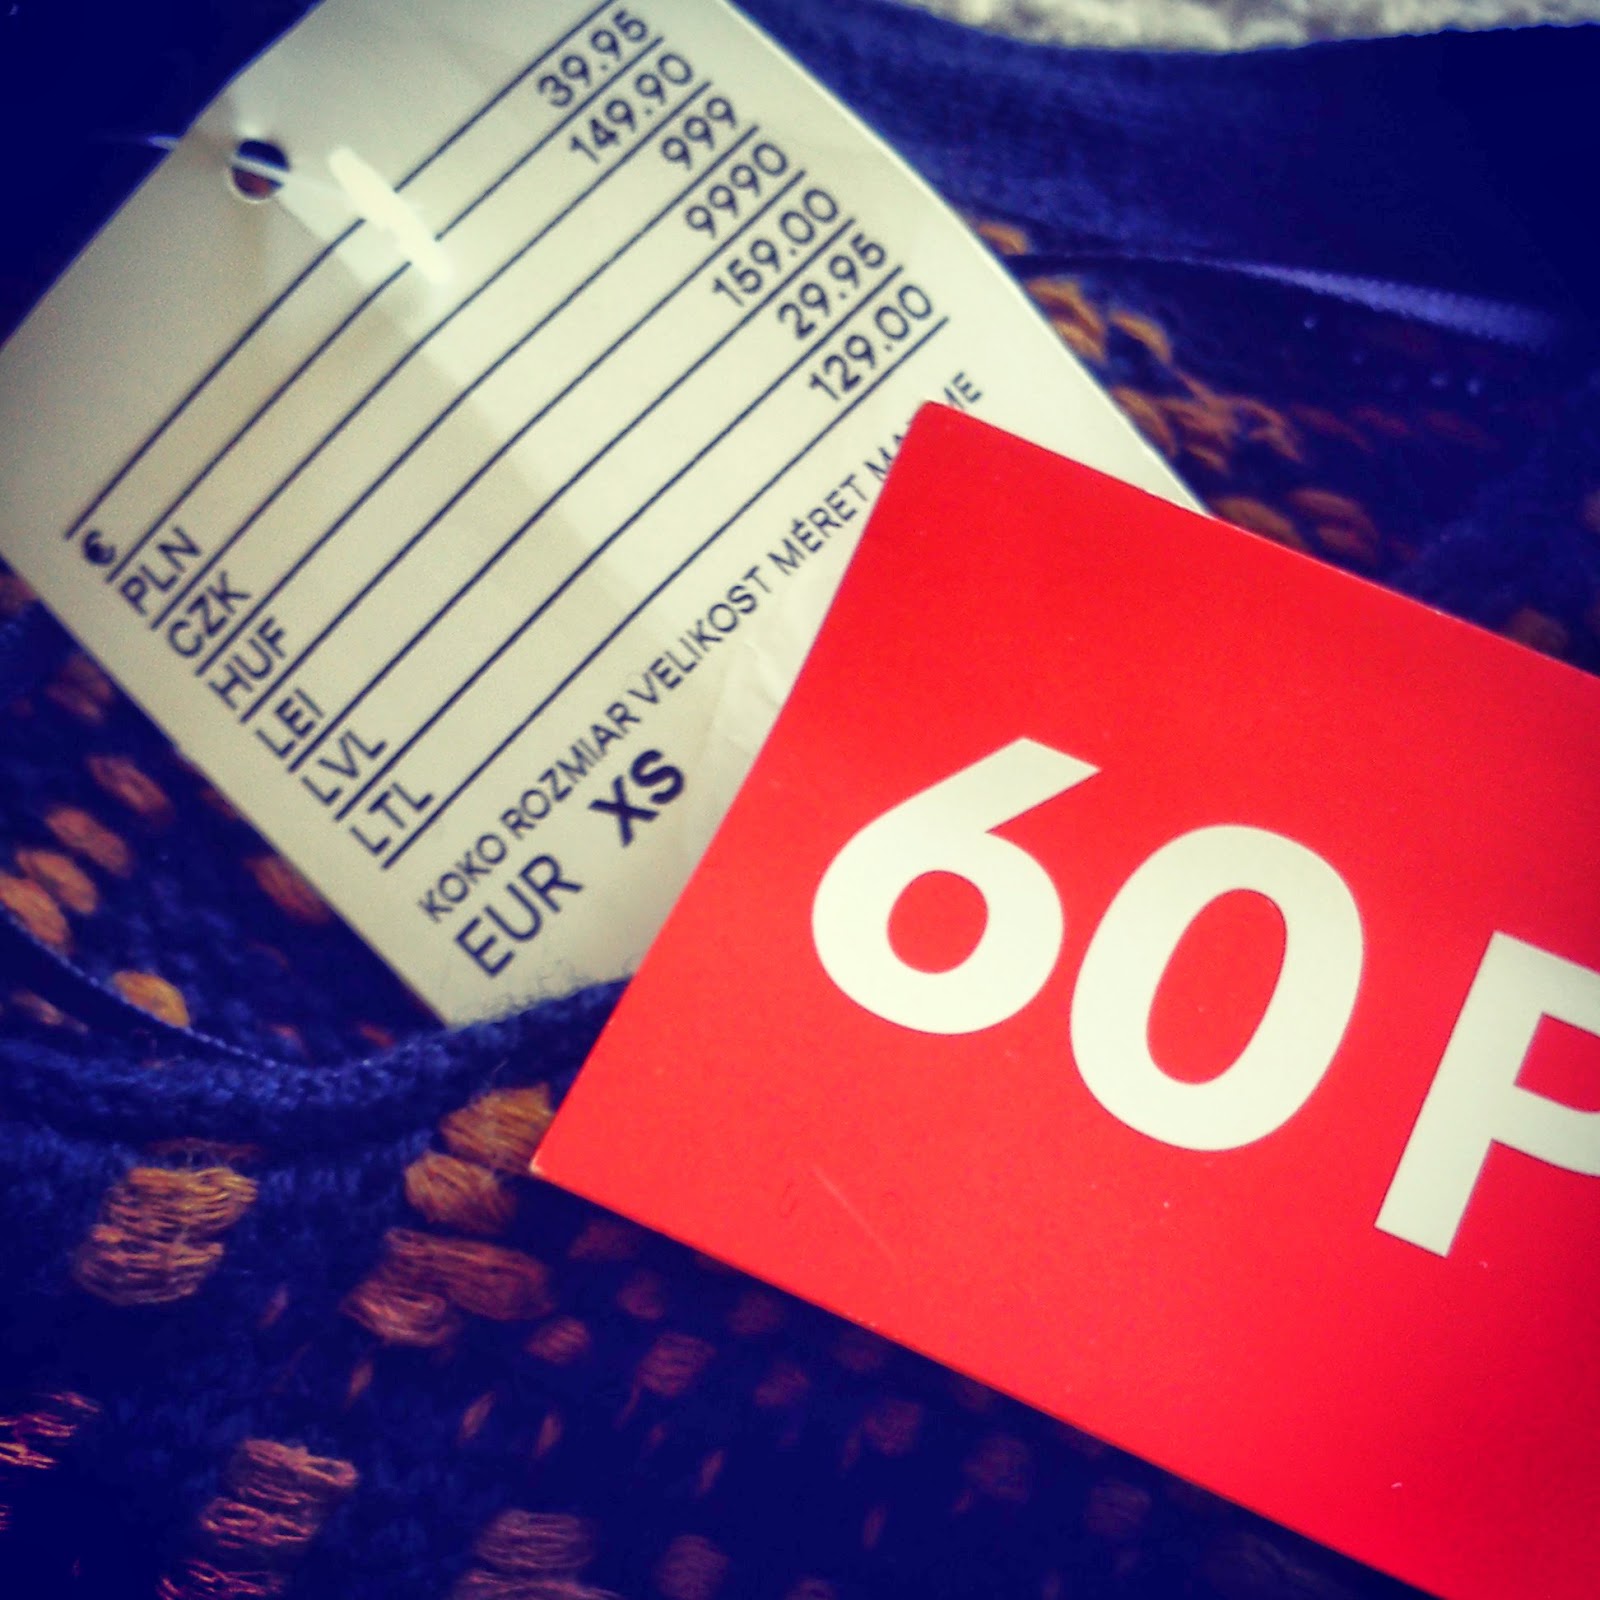 € 39.95
PLN 149.90
CZK 999
HUF 9990
LEI 159.00
LVL 29.95
LTL 129.00
KOKO ROZMIAR VELIKOST MÉRET
EUR XS
60 P